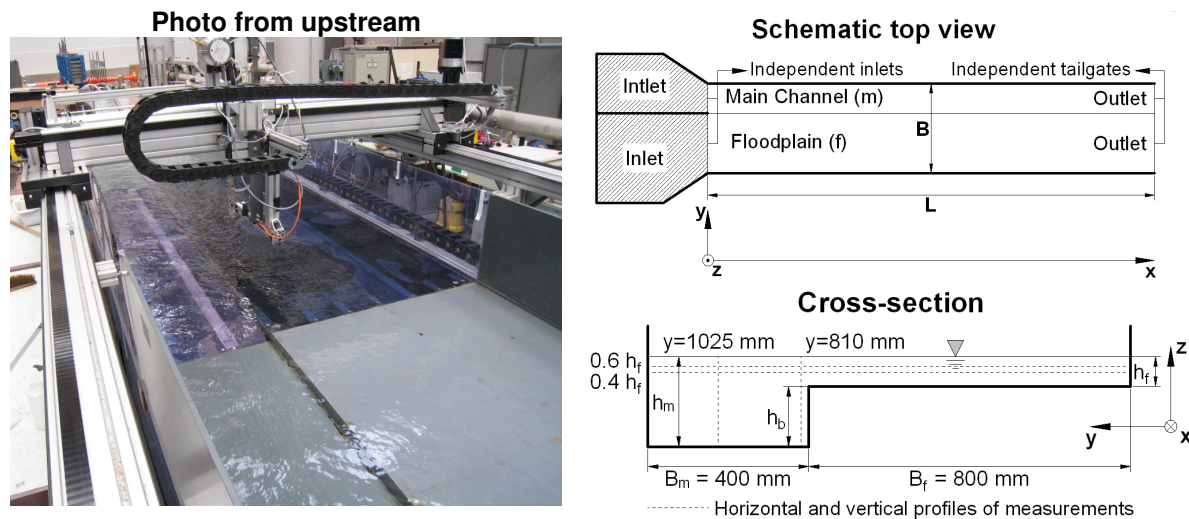 Photo from upstream
Schematic top view
Independent inlets
Independent tailgates
Intlet
Main Channel (m)
Outlet
B
Inlet
Floodplain (f)
Outlet
L
y
z
x
Cross-section
y=1025 mm
y=810 mm
z
0.6 hf
0.4 hf
hf
hm
hb
y
x
Bm = 400 mm
Bf = 800 mm
Horizontal and vertical profiles of measurements